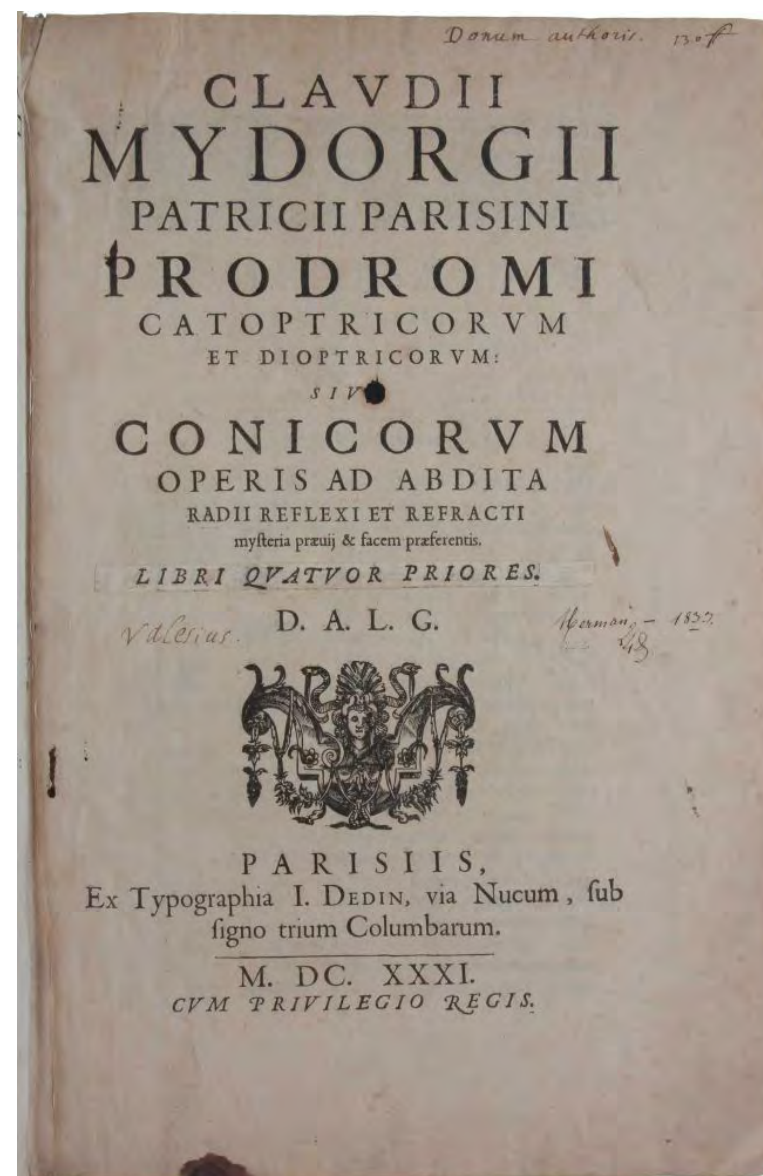 Donum authoris.
CLAVDII
MYDORGII
PATRICII PARISINI
PRODROMI
CATOPTRICORVM
ET DIOPTRICORVM:
SIV
CONICORVM
OPERIS AD ABDITA
RADII REFLEXI ET REFRACTI
myſteria præuij & facem præferentis.
LIBRI QVATVOR PRIORES.
D. A. L. G.
Valesius.
PARISIIS,
Ex Typographia I. DEDIN, via Nucum, ſub
ſigno trium Columbarum.
M. DC. XXXI.
CVM PRIVILEGIO REGIS.